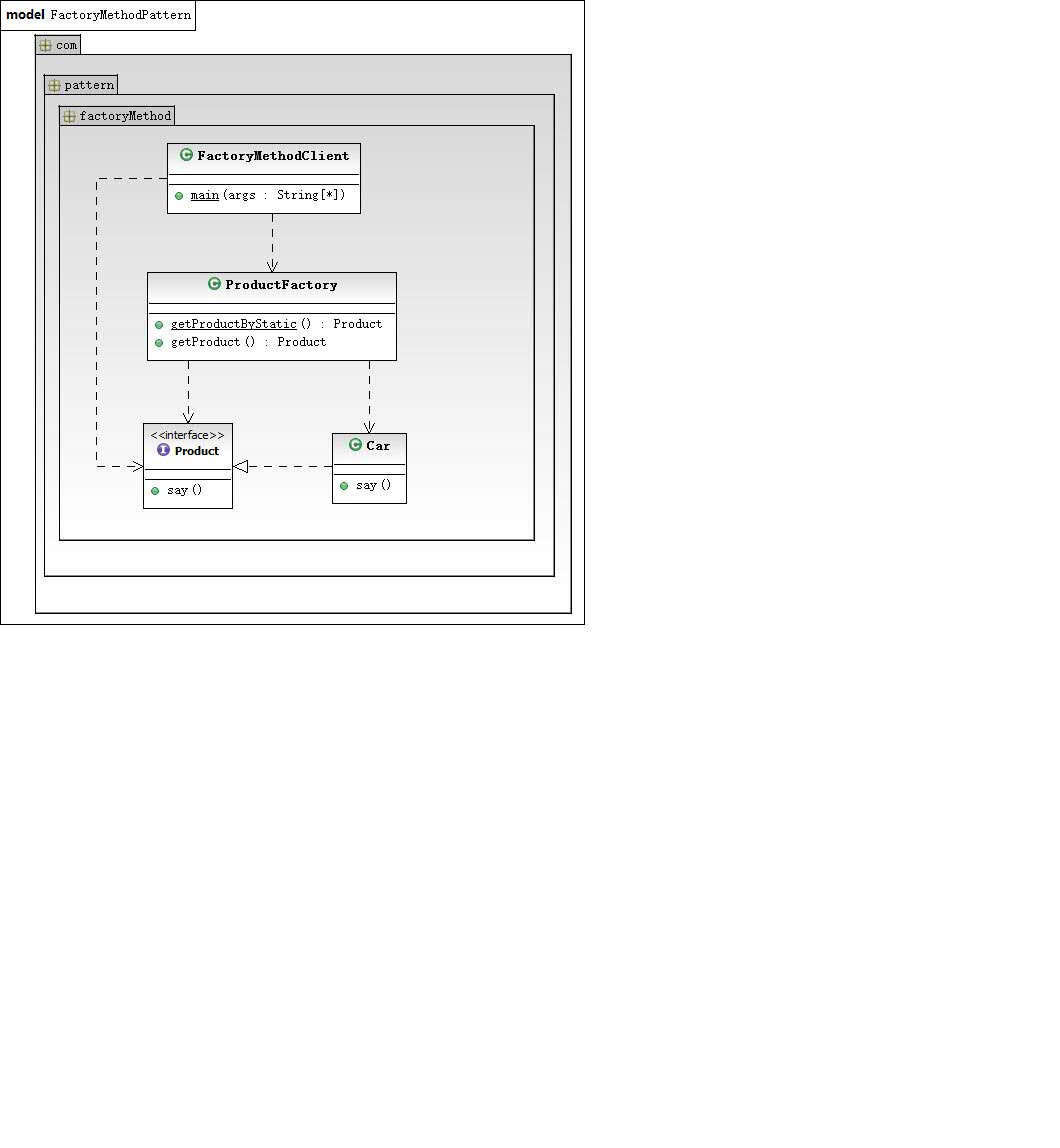 model FactoryMethodPattern
com
pattern
factoryMethod
C FactoryMethodClient
main(args : String[*])
C ProductFactory
getProductByStatic() : Product
getProduct() : Product
<<interface>>
I Product
say()
C Car
say()